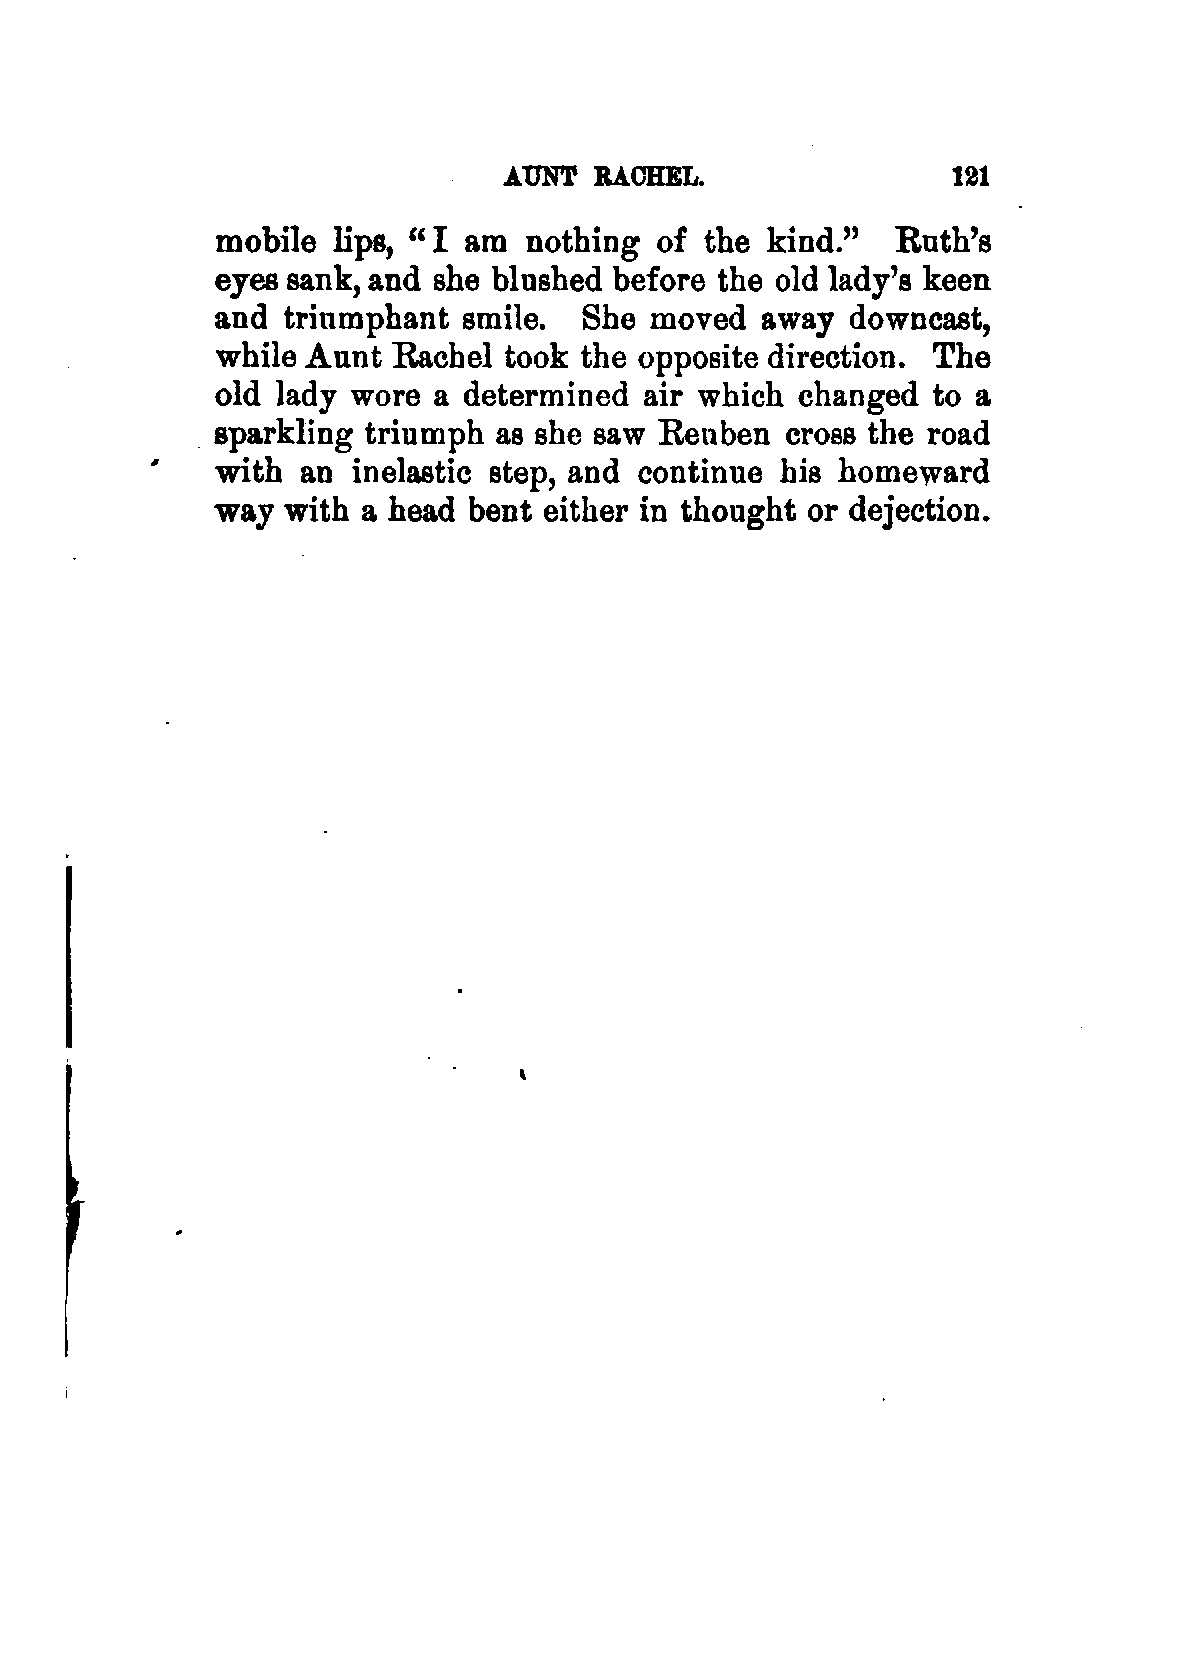 AUNT RACHEL. 121
mobile lips, “I am nothing of the kind.” Ruth’s
eyes sank, and she blushed before the old lady’s keen
and triumphant smile. She moved away downcast,
while Aunt Rachel took the opposite direction. The
old lady wore a determined air which changed to a
sparkling triumph as she saw Reuben cross the road
with an inelastic step, and continue his homeward
way with a head bent either in thought or dejection.